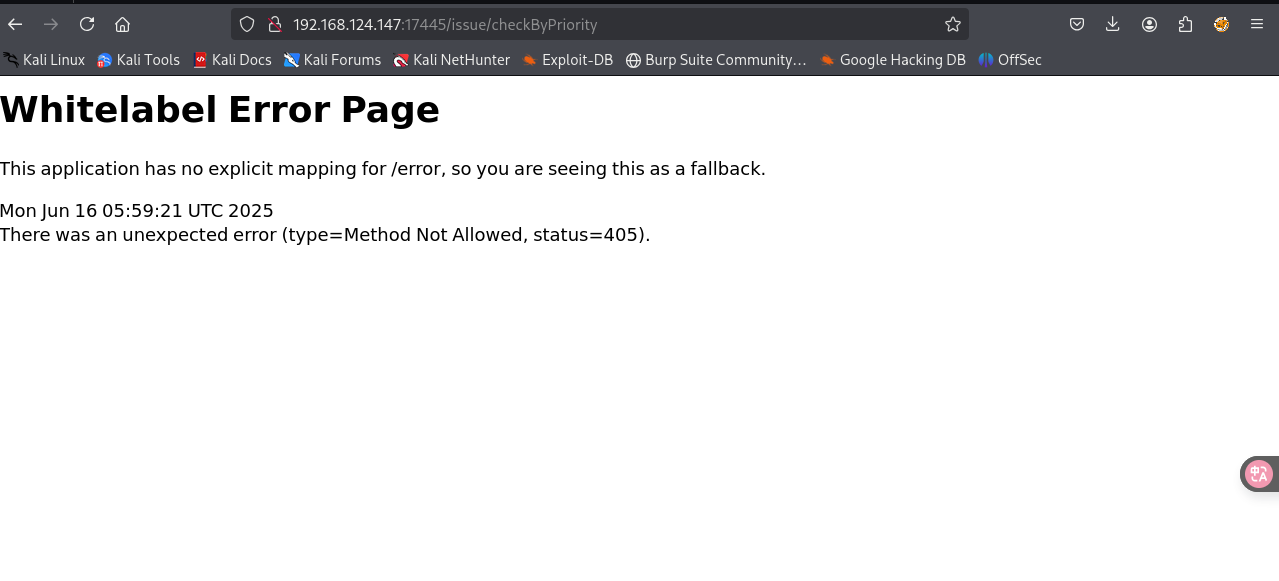 192.168.124.147:17445/issue/checkByPriority
Kali Linux Kali Tools Kali Docs Kali Forums Kali NetHunter Exploit-DB Burp Suite Community... Google Hacking DB OffSec
Whitelabel Error Page
This application has no explicit mapping for /error, so you are seeing this as a fallback.
Mon Jun 16 05:59:21 UTC 2025
There was an unexpected error (type=Method Not Allowed, status=405).
中A